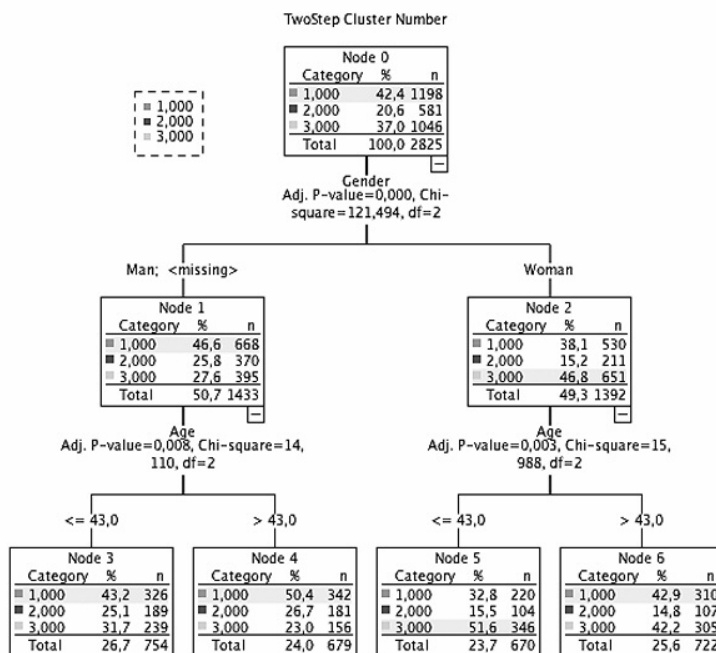 TwoStep Cluster Number
1,000
2,000
3,000
Node 0
Category % n
1,000 42,4 1198
2,000 20,6 581
3,000 37,0 1046
Total 100,0 2825
Gender
Adj. P-value=0,000, Chi-
square=121,494, df=2
Man; <missing>
Woman
Node 1
Category % n
1,000 46,6 668
2,000 25,8 370
3,000 27,6 395
Total 50,7 1433
Node 2
Category % n
1,000 38,1 530
2,000 15,2 211
3,000 46,8 651
Total 49,3 1392
Age
Adj. P-value=0,008, Chi-square=14,
110, df=2
Age
Adj. P-value=0,003, Chi-square=15,
988, df=2
<= 43,0
> 43,0
<= 43,0
> 43,0
Node 3
Category % n
1,000 43,2 326
2,000 25,1 189
3,000 31,7 239
Total 26,7 754
Node 4
Category % n
1,000 50,4 342
2,000 26,7 181
3,000 23,0 156
Total 24,0 679
Node 5
Category % n
1,000 32,8 220
2,000 15,5 104
3,000 51,6 346
Total 23,7 670
Node 6
Category % n
1,000 42,9 310
2,000 14,8 107
3,000 42,2 305
Total 25,6 722